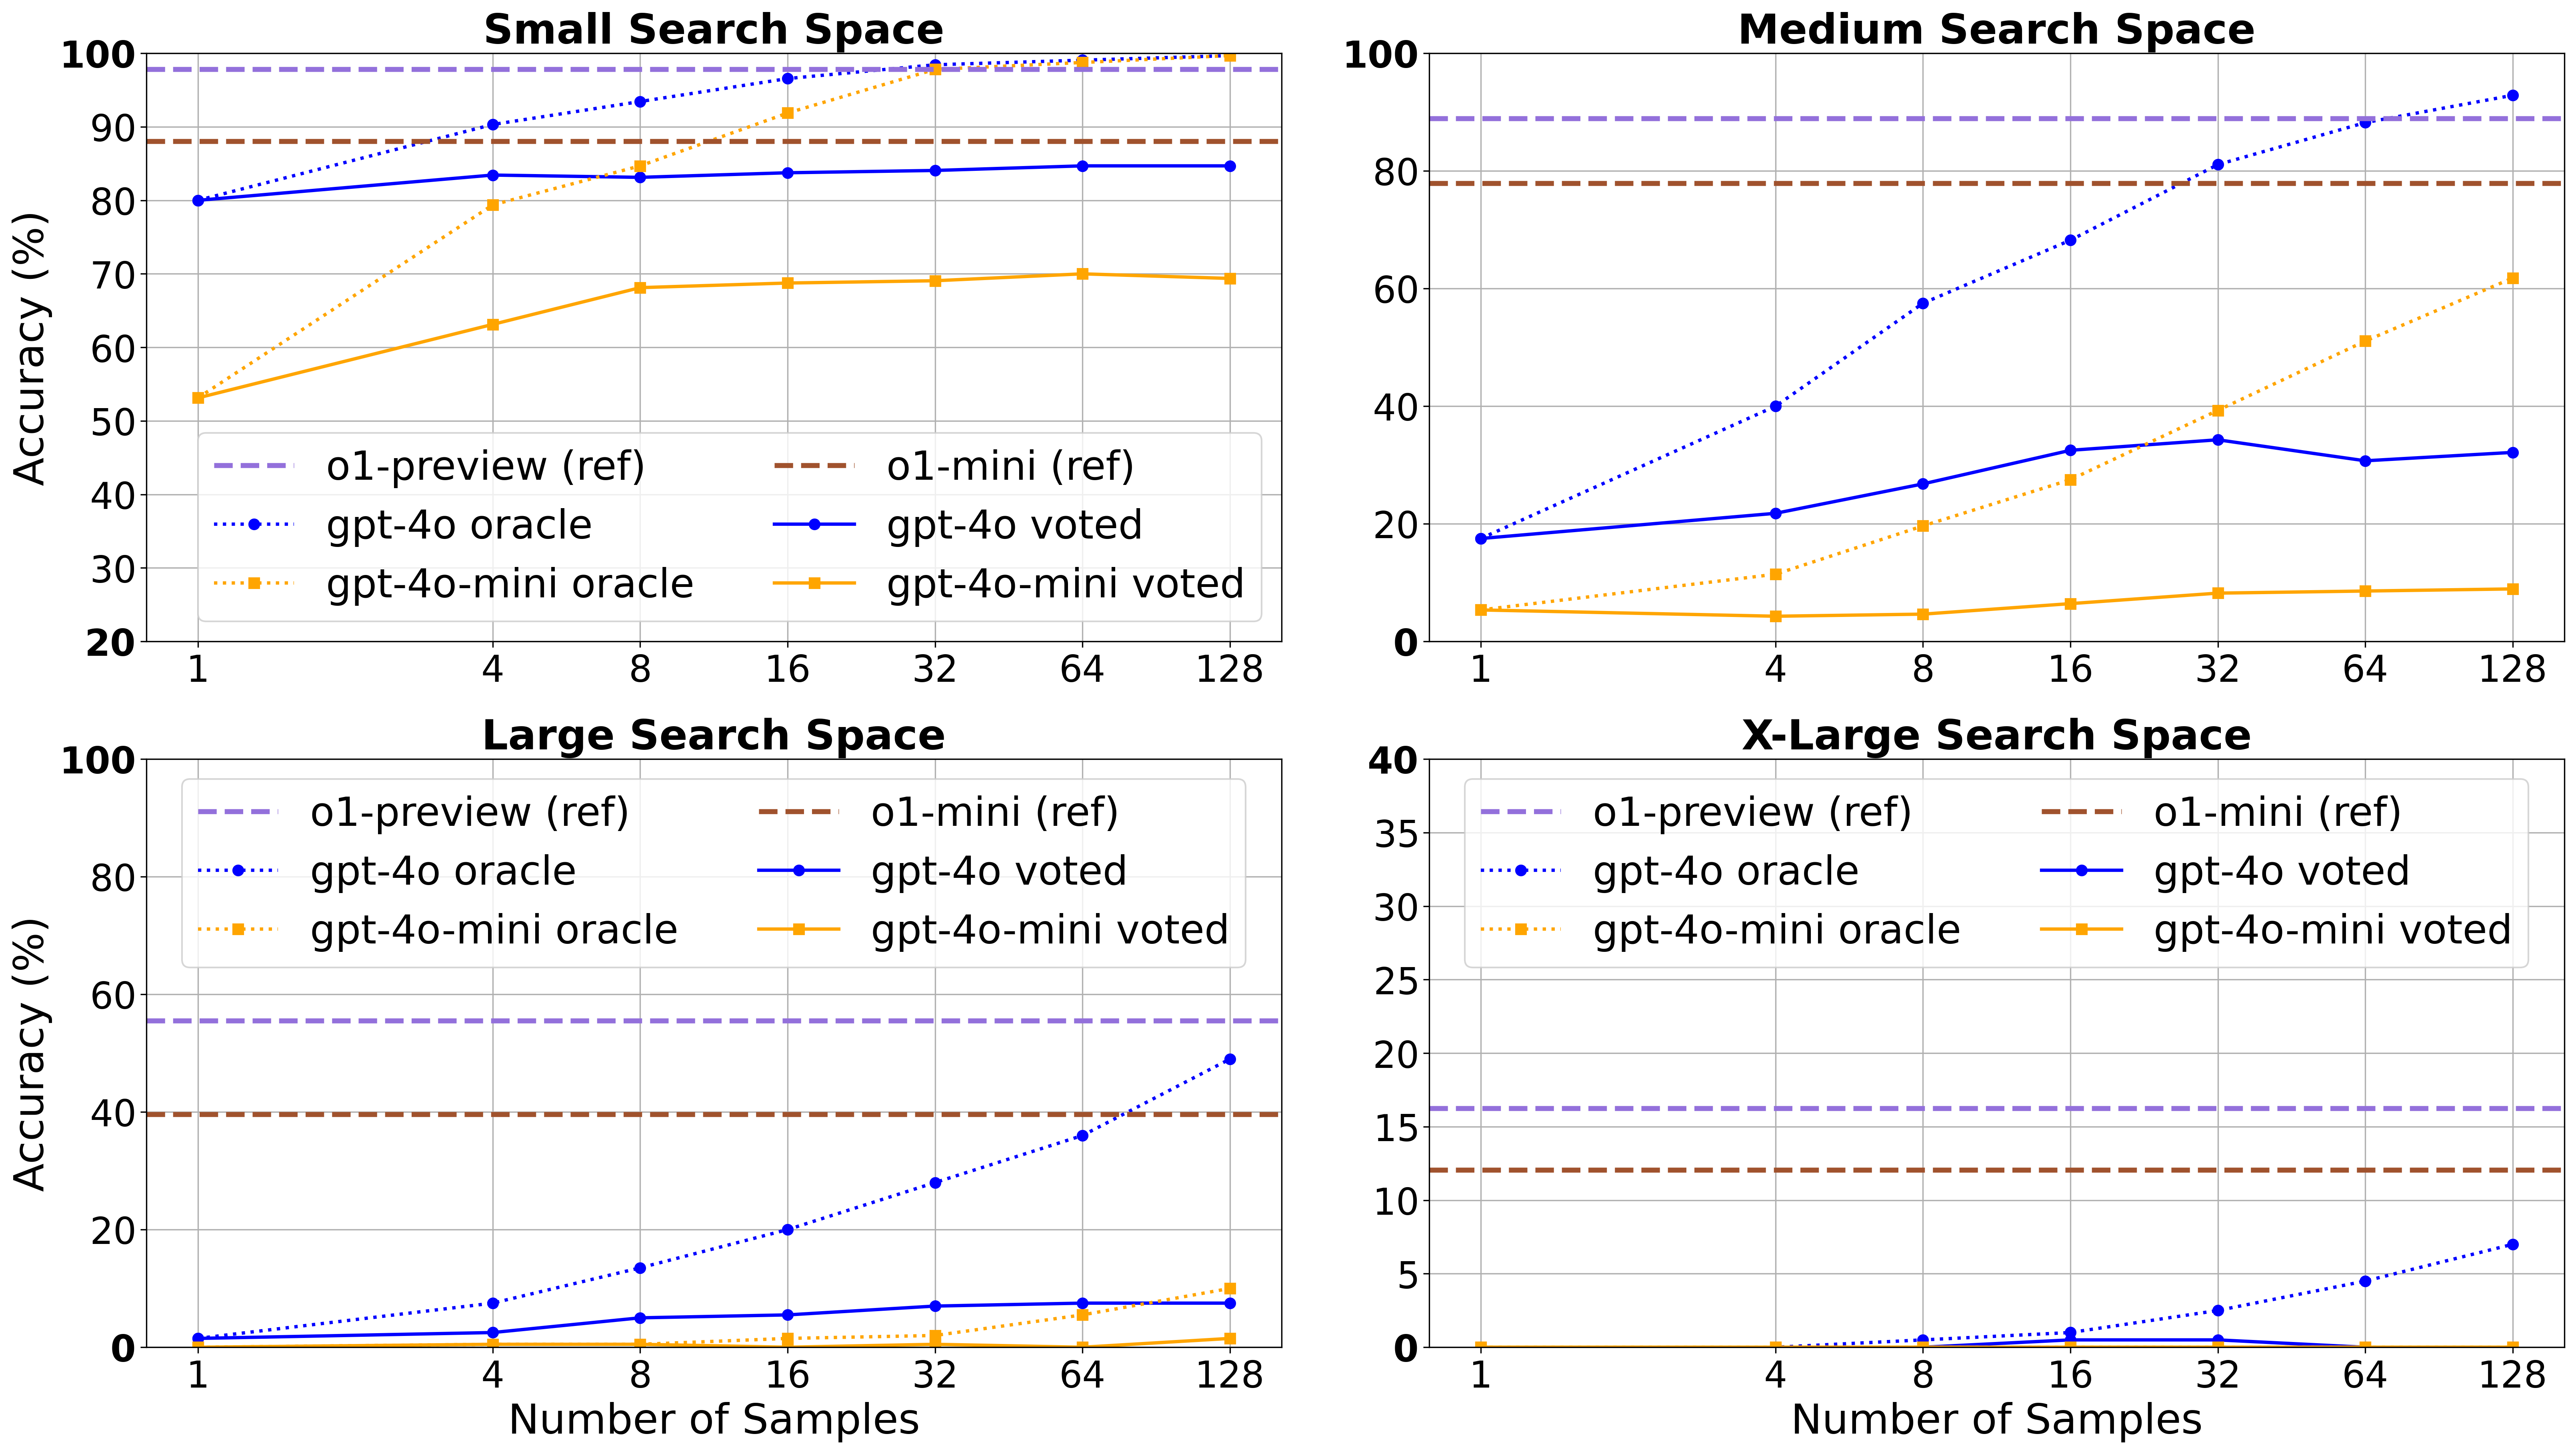 Small Search Space
Accuracy (%)
100
90
80
70
60
50
40
30
20
o1-preview (ref)
o1-mini (ref)
gpt-4o oracle
gpt-4o voted
gpt-4o-mini oracle
gpt-4o-mini voted
1 4 8 16 32 64 128
Medium Search Space
100
80
60
40
20
0
1 4 8 16 32 64 128
Large Search Space
Accuracy (%)
100
80
60
40
20
0
o1-preview (ref)
o1-mini (ref)
gpt-4o oracle
gpt-4o voted
gpt-4o-mini oracle
gpt-4o-mini voted
1 4 8 16 32 64 128
Number of Samples
X-Large Search Space
40
35
30
25
20
15
10
5
0
o1-preview (ref)
o1-mini (ref)
gpt-4o oracle
gpt-4o voted
gpt-4o-mini oracle
gpt-4o-mini voted
1 4 8 16 32 64 128
Number of Samples